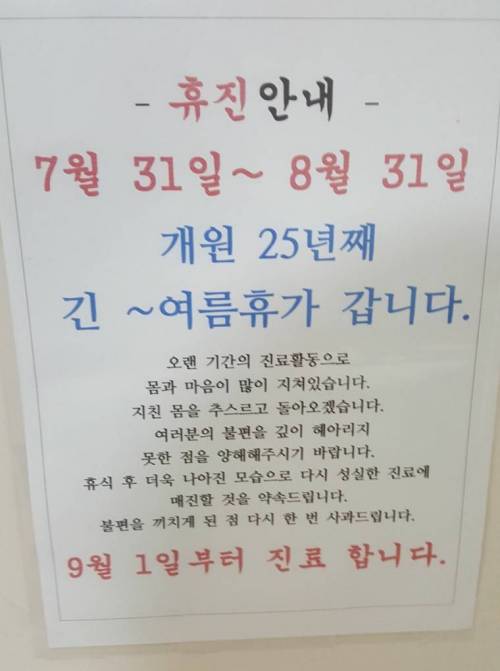 - 휴진안내 -
7월 31일~ 8월 31일
개원 25년째
긴 ~여름휴가 갑니다.
오랜 기간의 진료활동으로
몸과 마음이 많이 지쳐있습니다.
지친 몸을 추스르고 돌아오겠습니다.
여러분의 불편을 깊이 헤아리지
못한 점을 양해해주시기 바랍니다.
휴식 후 더욱 나아진 모습으로 다시 성실한 진료에
매진할 것을 약속드립니다.
불편을 끼치게 된 점 다시 한 번 사과드립니다.
9월 1일부터 진료 합니다.